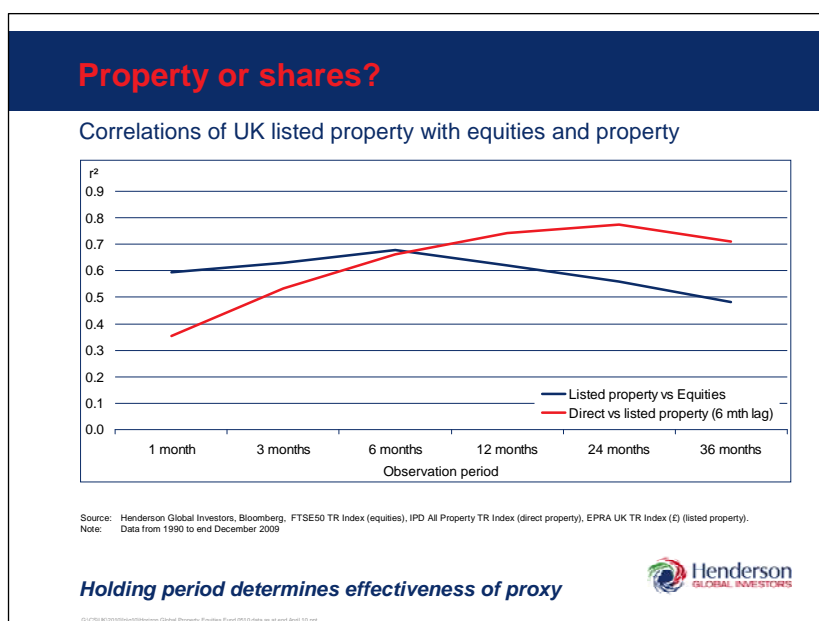 Property or shares?
Correlations of UK listed property with equities and property
r²
0.9
0.8
0.7
0.6
0.5
0.4
0.3
0.2
0.1
0.0
Listed property vs Equities
Direct vs listed property (6 mth lag)
1 month 3 months 6 months 12 months 24 months 36 months
Observation period
Source: Henderson Global Investors, Bloomberg, FTSE50 TR Index (equities), IPD All Property TR Index (direct property), EPRA UK TR Index (£) (listed property).
Note: Data from 1990 to end December 2009
Holding period determines effectiveness of proxy
Henderson
GLOBAL INVESTORS